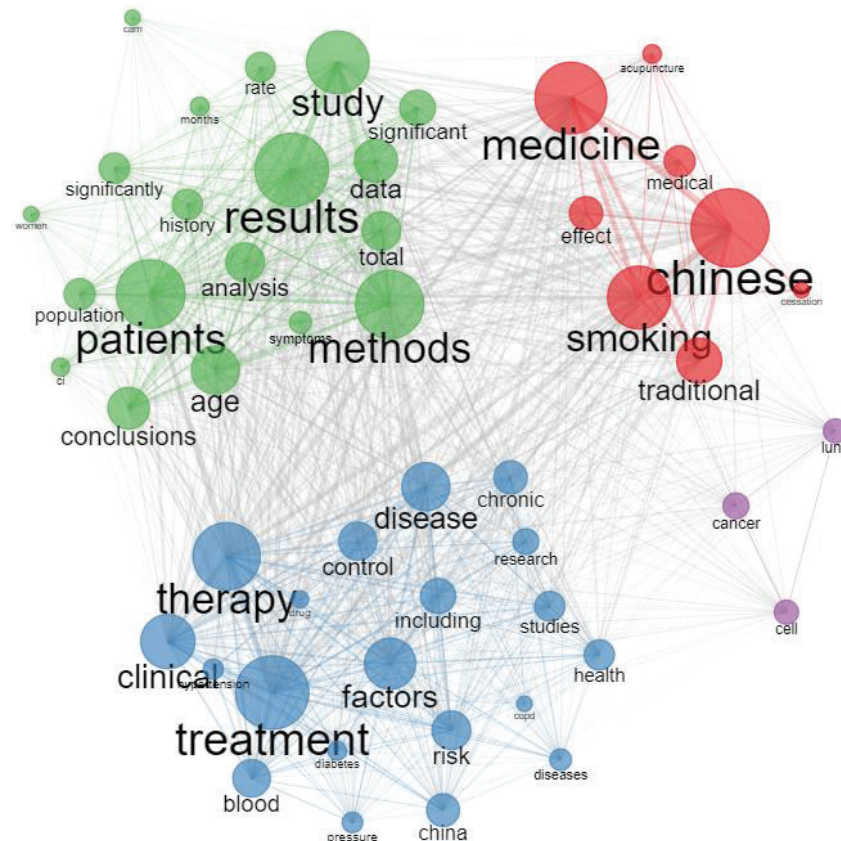 cam
study
rate
acupuncture
months
significant
medicine
medical
significantly
data
results
history
women
effect
total
chinese
analysis
cessation
population
patients
symptoms
methods
smoking
ci
traditional
age
conclusions
lun
disease
chronic
cancer
control
research
therapy
drug
including
studies
cell
clinical
hypertension
factors
health
copd
treatment
risk
diabetes
diseases
blood
pressure
china